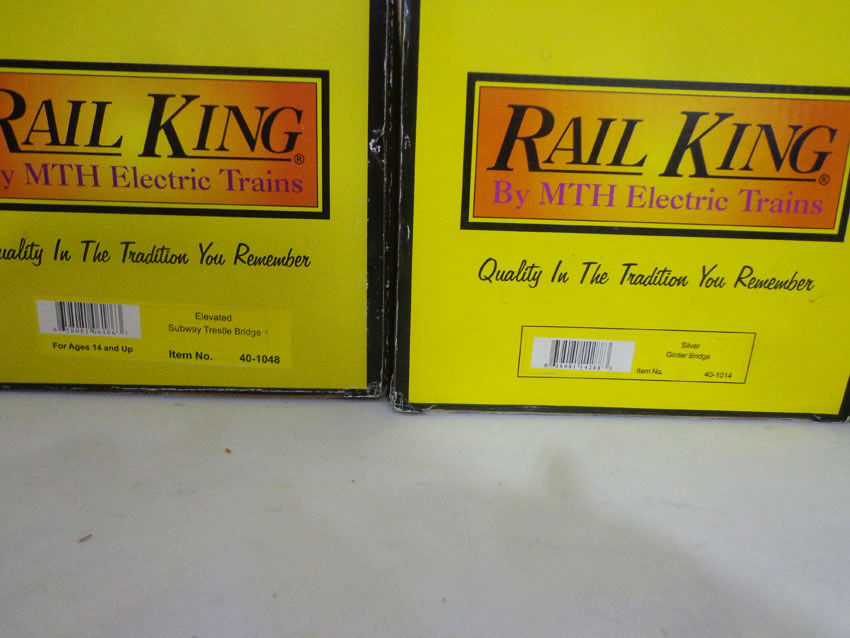 RAIL KING®
y MTH Electric Trains
uality In The Tradition You Remember
Elevated
Subway Trestle Bridge
For Ages 14 and Up
Item No. 40-1048
RAIL KING®
By MTH Electric Trains
Quality In The Tradition You Remember
Silver
Girder Bridge
Item No. 40-1014